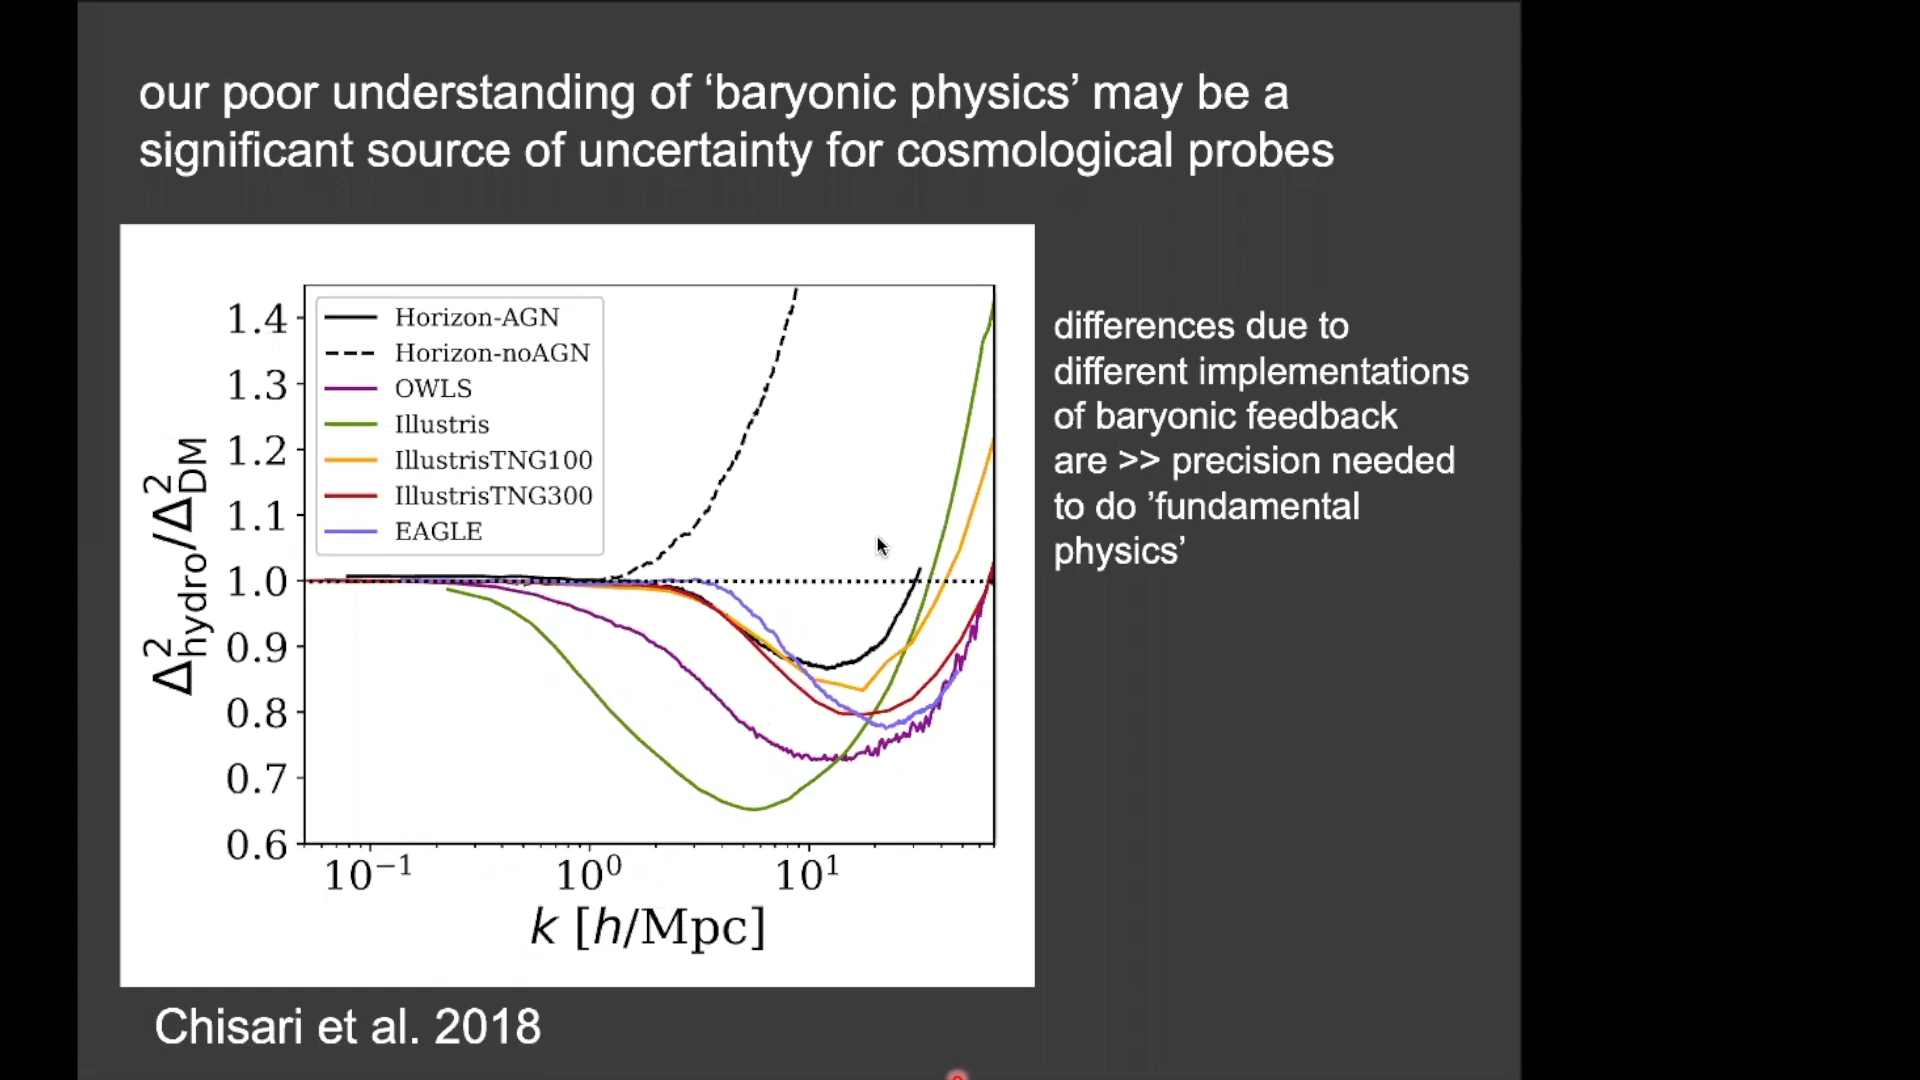 our poor understanding of ‘baryonic physics’ may be a
significant source of uncertainty for cosmological probes
Horizon-AGN
Horizon-noAGN
OWLS
Illustris
IllustrisTNG100
IllustrisTNG300
EAGLE
1.4
1.3
1.2
1.1
1.0
0.9
0.8
0.7
0.6
Δ²hydro/Δ²DM
10⁻¹ 10⁰ 10¹
k [h/Mpc]
differences due to
different implementations
of baryonic feedback
are >> precision needed
to do ’fundamental
physics’
Chisari et al. 2018